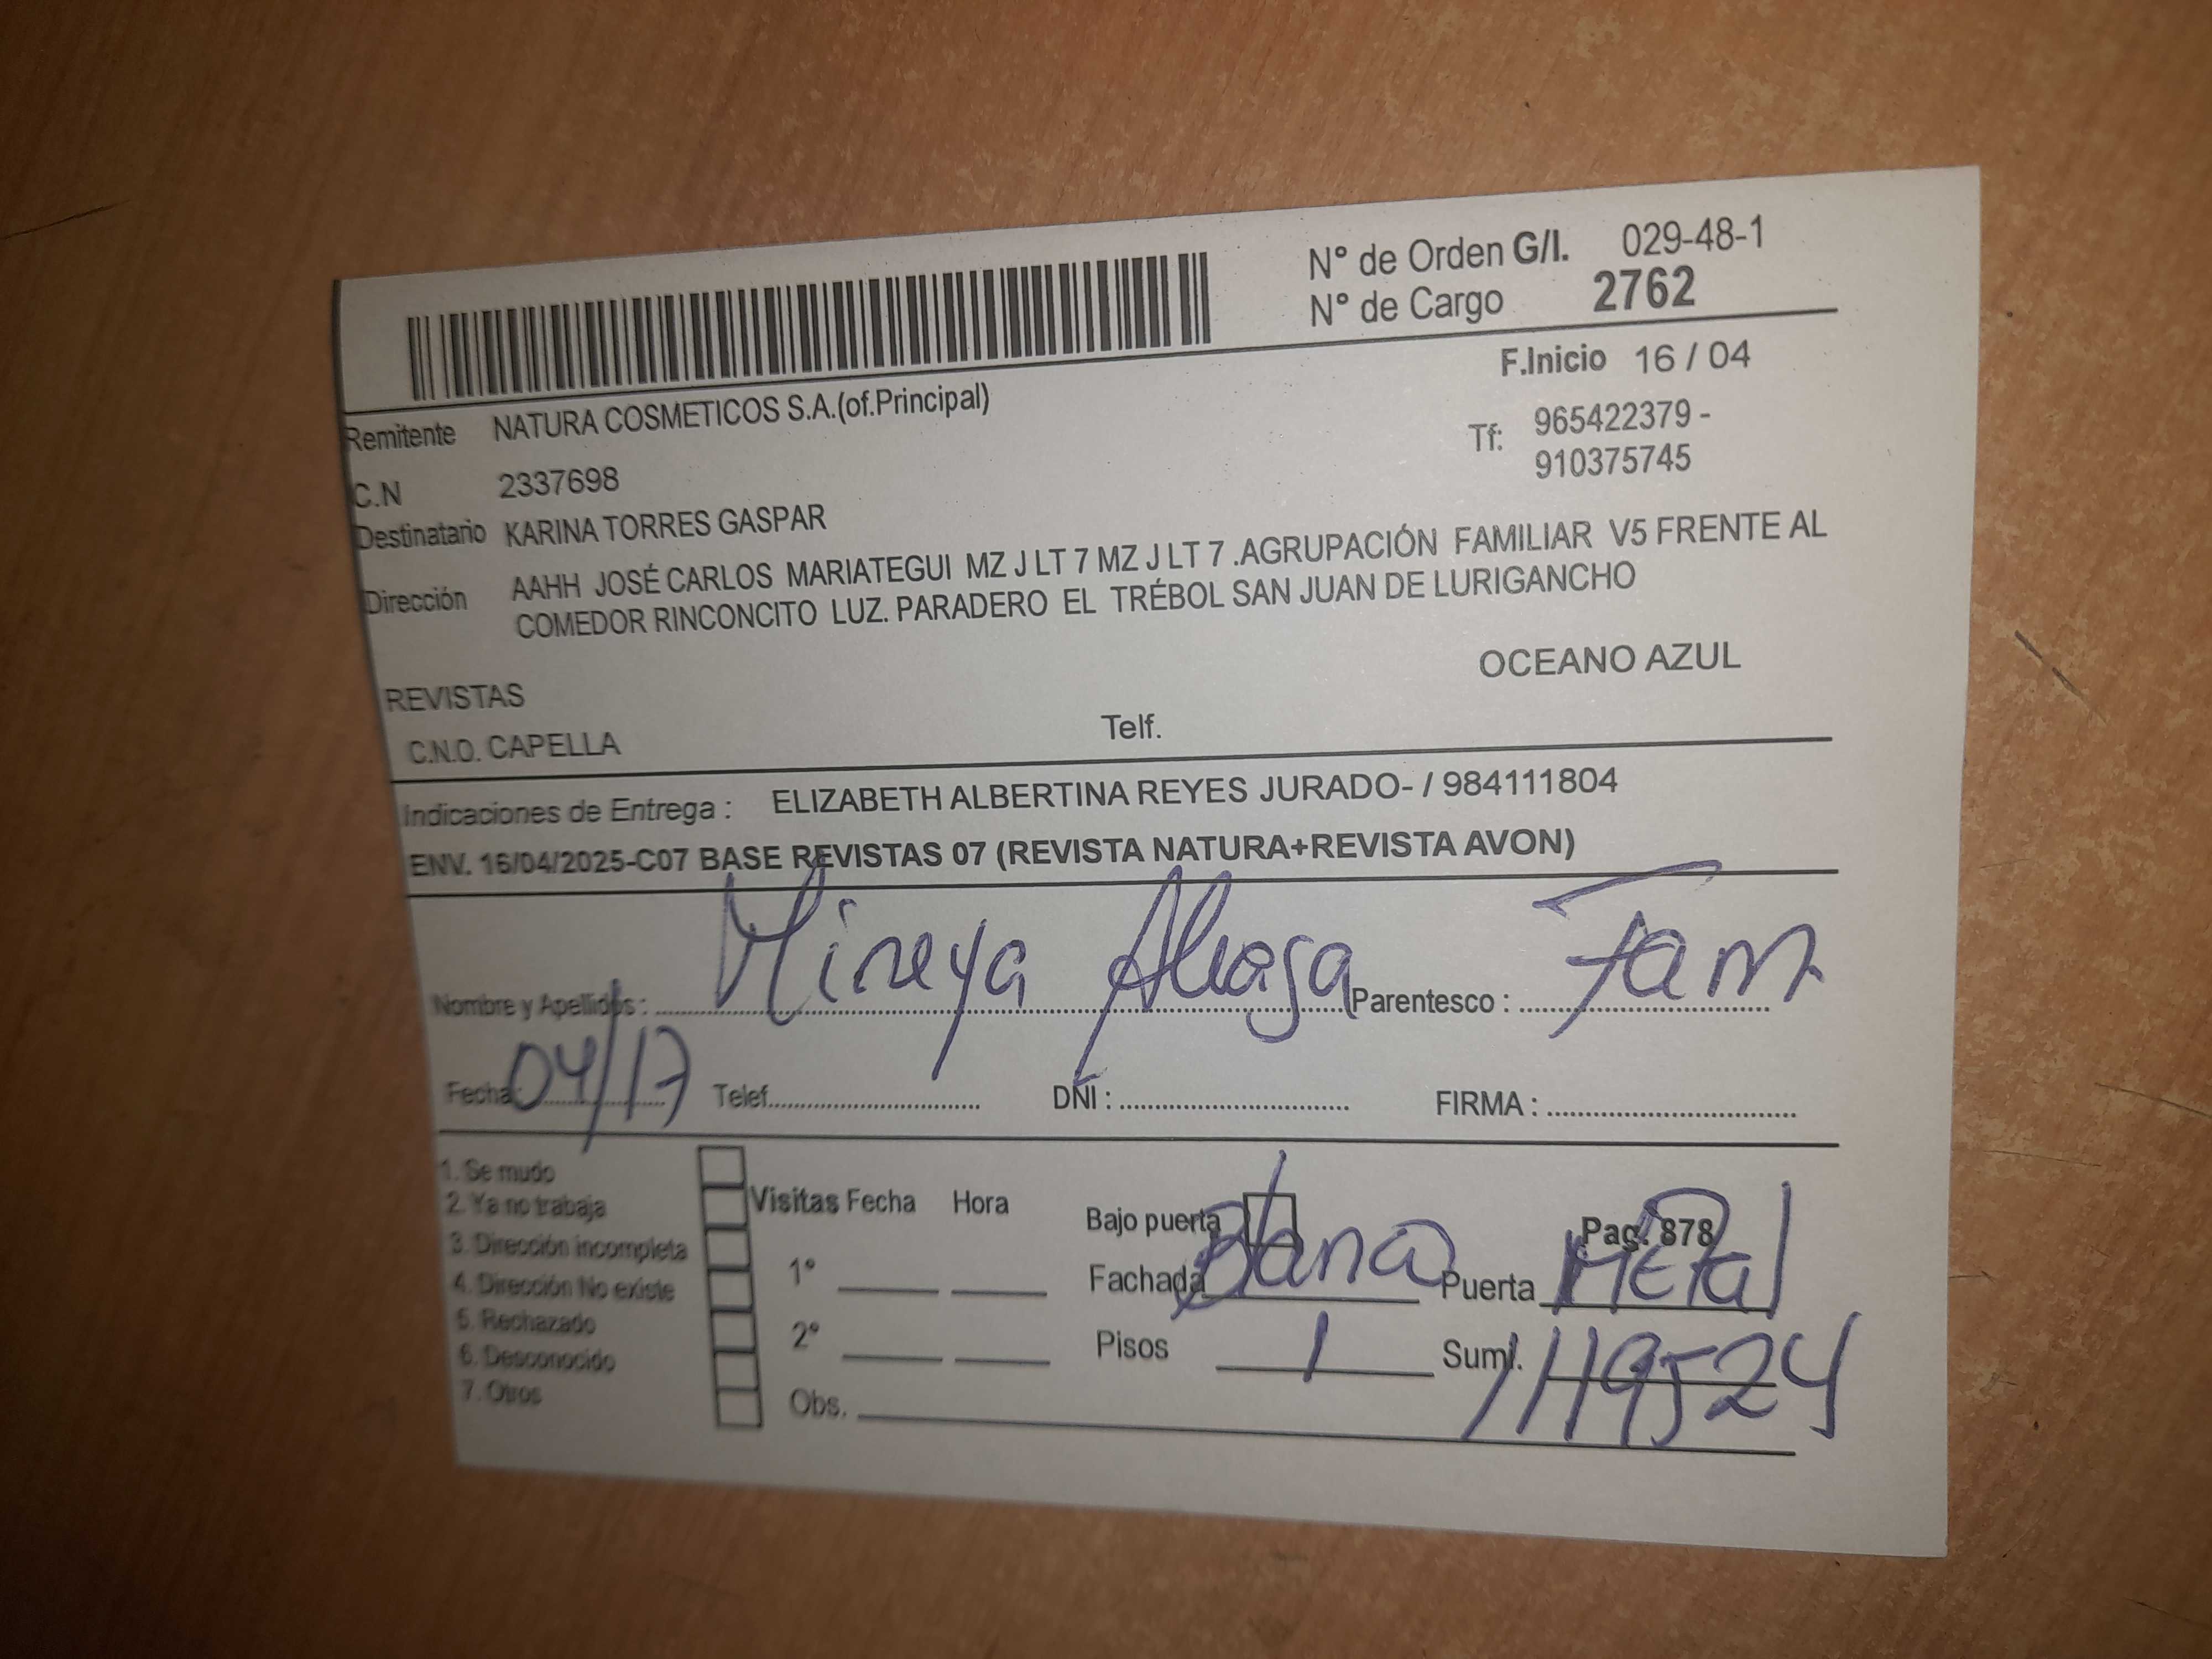 N° de Orden G/I. 029-48-1
N° de Cargo 2762
F.Inicio 16 / 04
Remitente NATURA COSMETICOS S.A.(of.Principal)
Tf: 965422379 -
910375745
C.N 2337698
Destinatario KARINA TORRES GASPAR
Dirección AAHH JOSÉ CARLOS MARIATEGUI MZ J LT 7 MZ J LT 7 .AGRUPACIÓN FAMILIAR V5 FRENTE AL
COMEDOR RINCONCITO LUZ. PARADERO EL TRÉBOL SAN JUAN DE LURIGANCHO
OCEANO AZUL
REVISTAS
C.N.O. CAPELLA Telf.
Indicaciones de Entrega : ELIZABETH ALBERTINA REYES JURADO- / 984111804
ENV. 16/04/2025-C07 BASE REVISTAS 07 (REVISTA NATURA+REVISTA AVON)
Nombre y Apellidos : Mireya Aliaga Parentesco : Fam
Fecha: 04/17 Telef. DNI : FIRMA :
1. Se mudo
2. Ya no trabaja
3. Dirección incompleta
4. Dirección No existe
5. Rechazado
6. Desconocido
7. Otros
Visitas Fecha Hora
1°
2°
Obs.
Bajo puerta Pag. 878
Fachada Blanca Puerta Metal
Pisos 1 Sumi. 1119524